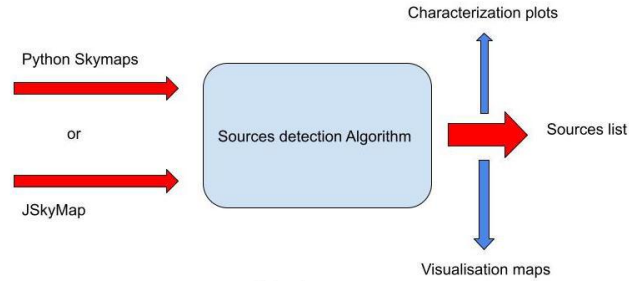 Characterization plots
Python Skymaps
or
Sources detection Algorithm
Sources list
JSkyMap
Visualisation maps